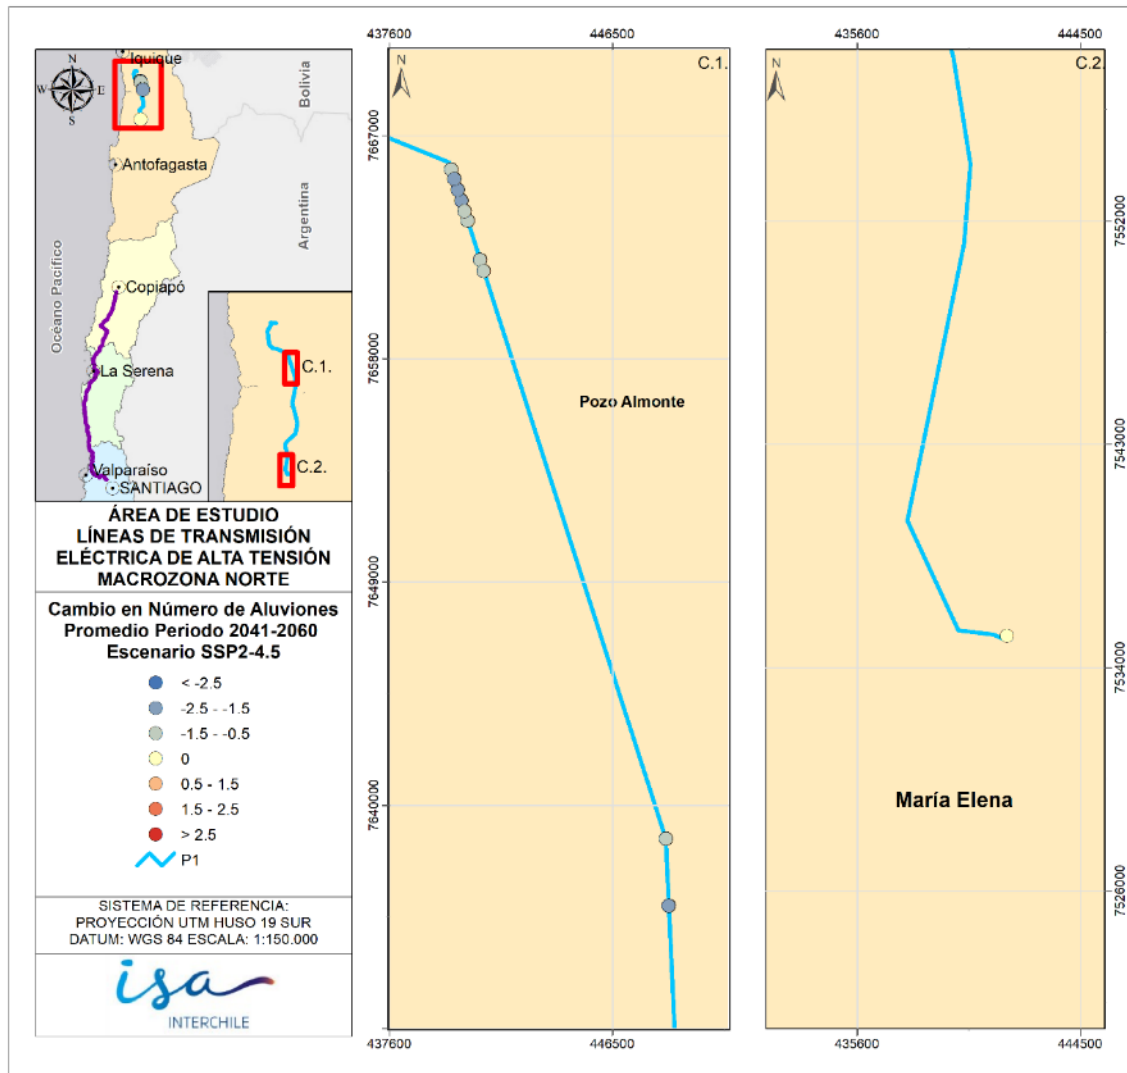 Iquique
N
W
E
S
Bolivia
Antofagasta
Argentina
Océano Pacífico
Copiapó
La Serena
Valparaíso
SANTIAGO
C.1.
C.2.
ÁREA DE ESTUDIO
LÍNEAS DE TRANSMISIÓN
ELÉCTRICA DE ALTA TENSIÓN
MACROZONA NORTE
Cambio en Número de Aluviones
Promedio Periodo 2041-2060
Escenario SSP2-4.5
< -2.5
-2.5 - -1.5
-1.5 - -0.5
0
0.5 - 1.5
1.5 - 2.5
> 2.5
P1
SISTEMA DE REFERENCIA:
PROYECCIÓN UTM HUSO 19 SUR
DATUM: WGS 84 ESCALA: 1:150.000
isa
INTERCHILE
437600 446500
C.1.
N
7667000
7658000
7649000
7640000
Pozo Almonte
437600 446500
435600 444500
C.2.
N
7552000
7543000
7534000
7526000
María Elena
435600 444500